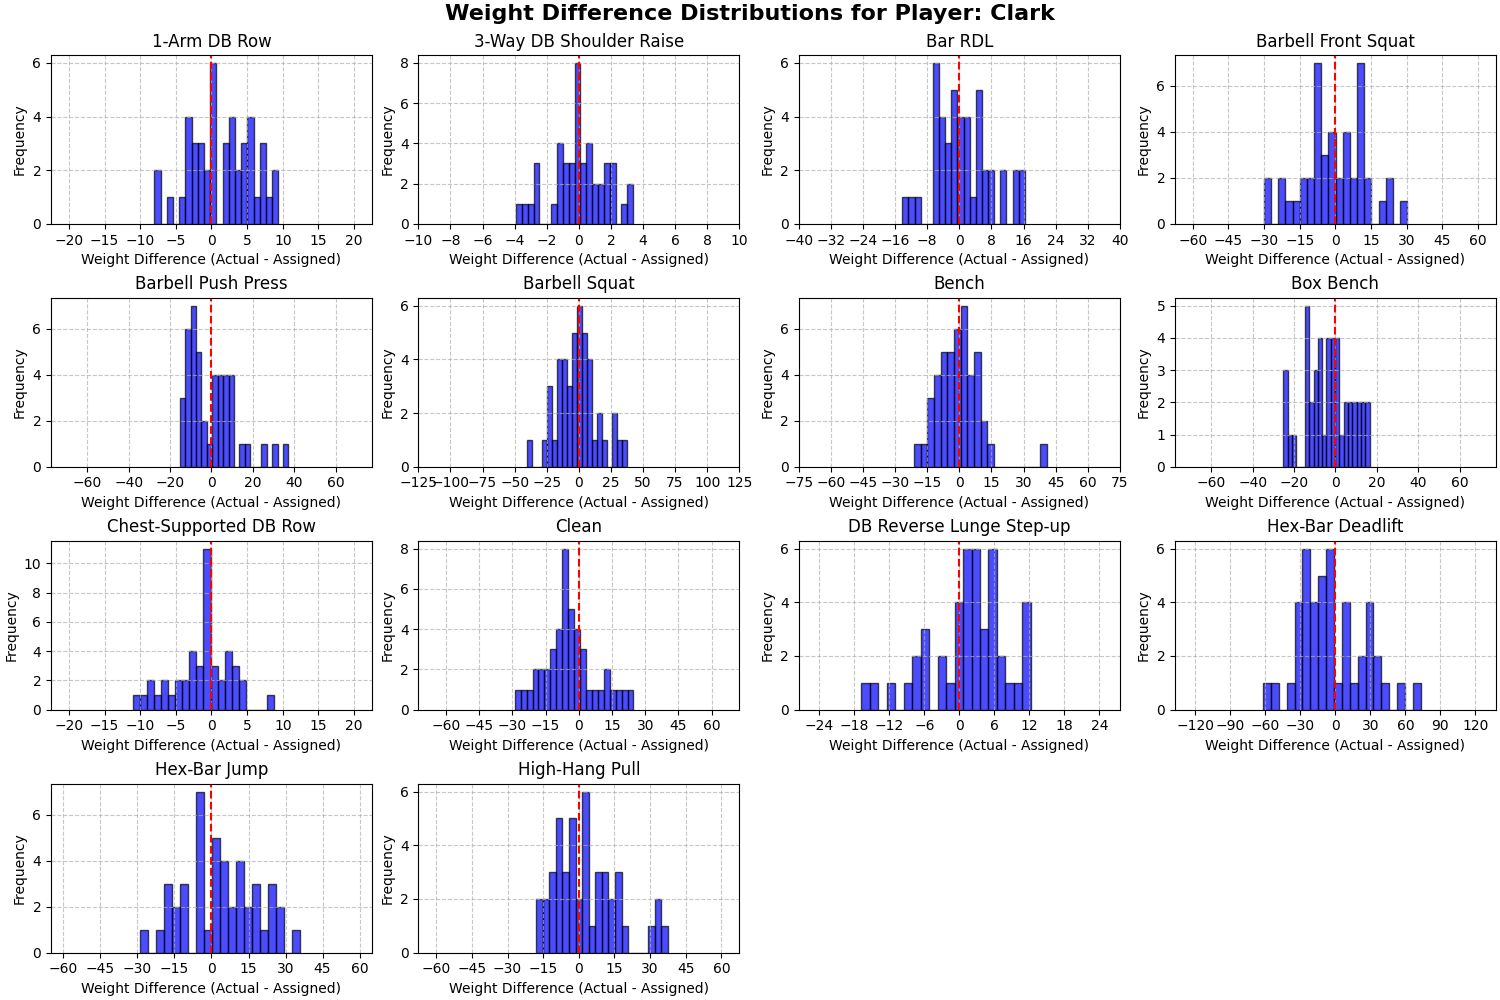 Weight Difference Distributions for Player: Clark
1-Arm DB Row
Frequency
6
4
2
0
−20 −15 −10 −5 0 5 10 15 20
Weight Difference (Actual - Assigned)
3-Way DB Shoulder Raise
Frequency
8
6
4
2
0
−10 −8 −6 −4 −2 0 2 4 6 8 10
Weight Difference (Actual - Assigned)
Bar RDL
Frequency
6
4
2
0
−40 −32 −24 −16 −8 0 8 16 24 32 40
Weight Difference (Actual - Assigned)
Barbell Front Squat
Frequency
6
4
2
0
−60 −45 −30 −15 0 15 30 45 60
Weight Difference (Actual - Assigned)
Barbell Push Press
Frequency
6
4
2
0
−60 −40 −20 0 20 40 60
Weight Difference (Actual - Assigned)
Barbell Squat
Frequency
6
4
2
0
−125 −100 −75 −50 −25 0 25 50 75 100 125
Weight Difference (Actual - Assigned)
Bench
Frequency
6
4
2
0
−75 −60 −45 −30 −15 0 15 30 45 60 75
Weight Difference (Actual - Assigned)
Box Bench
Frequency
5
4
3
2
1
0
−60 −40 −20 0 20 40 60
Weight Difference (Actual - Assigned)
Chest-Supported DB Row
Frequency
10
8
6
4
2
0
−20 −15 −10 −5 0 5 10 15 20
Weight Difference (Actual - Assigned)
Clean
Frequency
8
6
4
2
0
−60 −45 −30 −15 0 15 30 45 60
Weight Difference (Actual - Assigned)
DB Reverse Lunge Step-up
Frequency
6
4
2
0
−24 −18 −12 −6 0 6 12 18 24
Weight Difference (Actual - Assigned)
Hex-Bar Deadlift
Frequency
6
4
2
0
−120 −90 −60 −30 0 30 60 90 120
Weight Difference (Actual - Assigned)
Hex-Bar Jump
Frequency
6
4
2
0
−60 −45 −30 −15 0 15 30 45 60
Weight Difference (Actual - Assigned)
High-Hang Pull
Frequency
6
4
2
0
−60 −45 −30 −15 0 15 30 45 60
Weight Difference (Actual - Assigned)